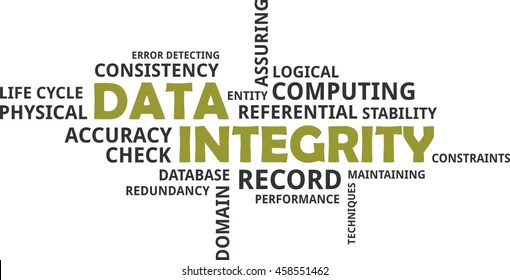 ASSURING
ERROR DETECTING
CONSISTENCY
LOGICAL
LIFE CYCLE
DATA
ENTITY
COMPUTING
PHYSICAL
REFERENTIAL
STABILITY
ACCURACY
INTEGRITY
CHECK
CONSTRAINTS
DATABASE
RECORD
MAINTAINING
REDUNDANCY
DOMAIN
PERFORMANCE
TECHNIQUES
shutterstock.com · 458551462